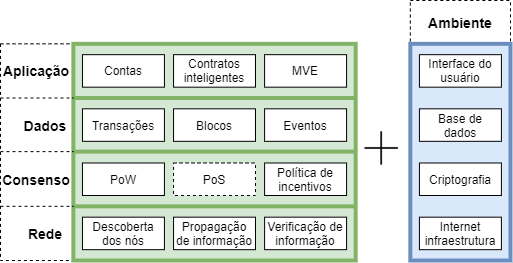 Ambiente
Aplicação
Contas
Contratos
inteligentes
MVE
Interface do
usuário
Dados
Transações
Blocos
Eventos
Base de
dados
Consenso
PoW
PoS
Política de
incentivos
Criptografia
Rede
Descoberta
dos nós
Propagação
de informação
Verificação de
informação
Internet
infraestrutura